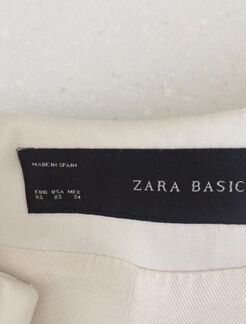 MADE IN SPAIN
EUR USA MEX
XS XS 24
ZARA BASIC